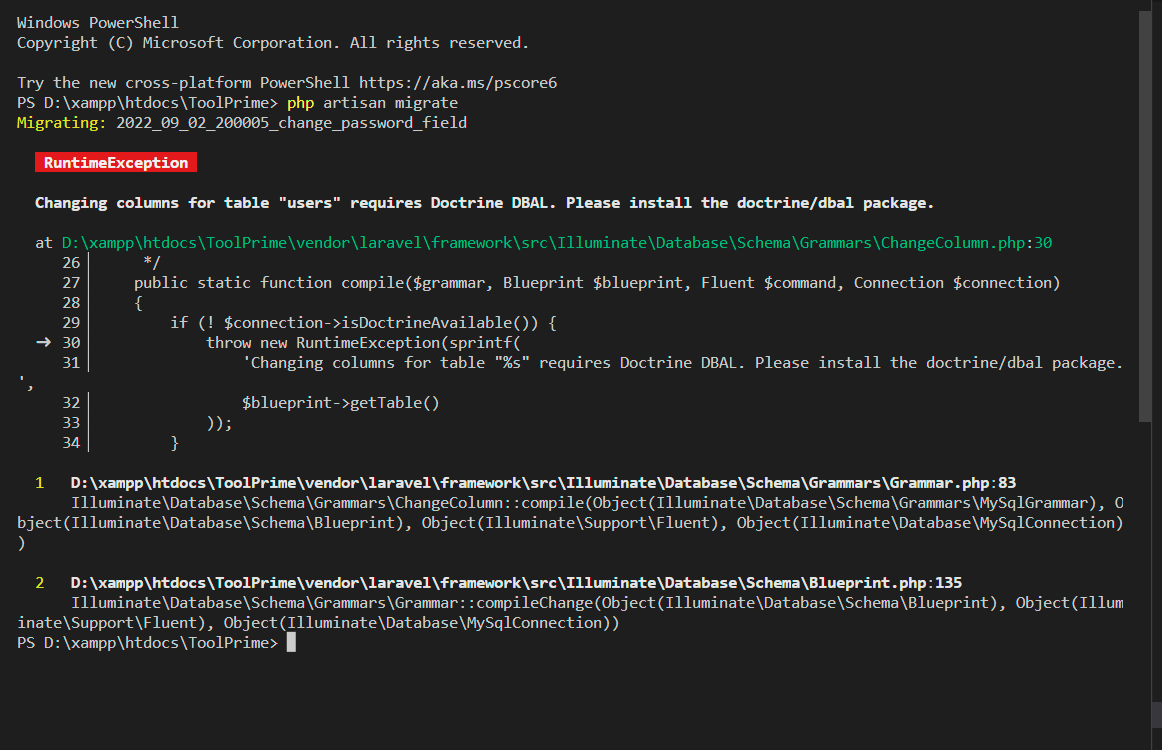 Windows PowerShell
Copyright (C) Microsoft Corporation. All rights reserved.
Try the new cross-platform PowerShell https://aka.ms/pscore6
PS D:\xampp\htdocs\ToolPrime> php artisan migrate
Migrating: 2022_09_02_200005_change_password_field
RuntimeException
Changing columns for table "users" requires Doctrine DBAL. Please install the doctrine/dbal package.
at D:\xampp\htdocs\ToolPrime\vendor\laravel\framework\src\Illuminate\Database\Schema\Grammars\ChangeColumn.php:30
26| */
27| public static function compile($grammar, Blueprint $blueprint, Fluent $command, Connection $connection)
28| {
29| if (! $connection->isDoctrineAvailable()) {
➜ 30| throw new RuntimeException(sprintf(
31| 'Changing columns for table "%s" requires Doctrine DBAL. Please install the doctrine/dbal package.
',
32| $blueprint->getTable()
33| ));
34| }
1 D:\xampp\htdocs\ToolPrime\vendor\laravel\framework\src\Illuminate\Database\Schema\Grammars\Grammar.php:83
Illuminate\Database\Schema\Grammars\ChangeColumn::compile(Object(Illuminate\Database\Schema\Grammars\MySqlGrammar), O
bject(Illuminate\Database\Schema\Blueprint), Object(Illuminate\Support\Fluent), Object(Illuminate\Database\MySqlConnection)
)
2 D:\xampp\htdocs\ToolPrime\vendor\laravel\framework\src\Illuminate\Database\Schema\Blueprint.php:135
Illuminate\Database\Schema\Grammars\Grammar::compileChange(Object(Illuminate\Database\Schema\Blueprint), Object(Illum
inate\Support\Fluent), Object(Illuminate\Database\MySqlConnection))
PS D:\xampp\htdocs\ToolPrime>